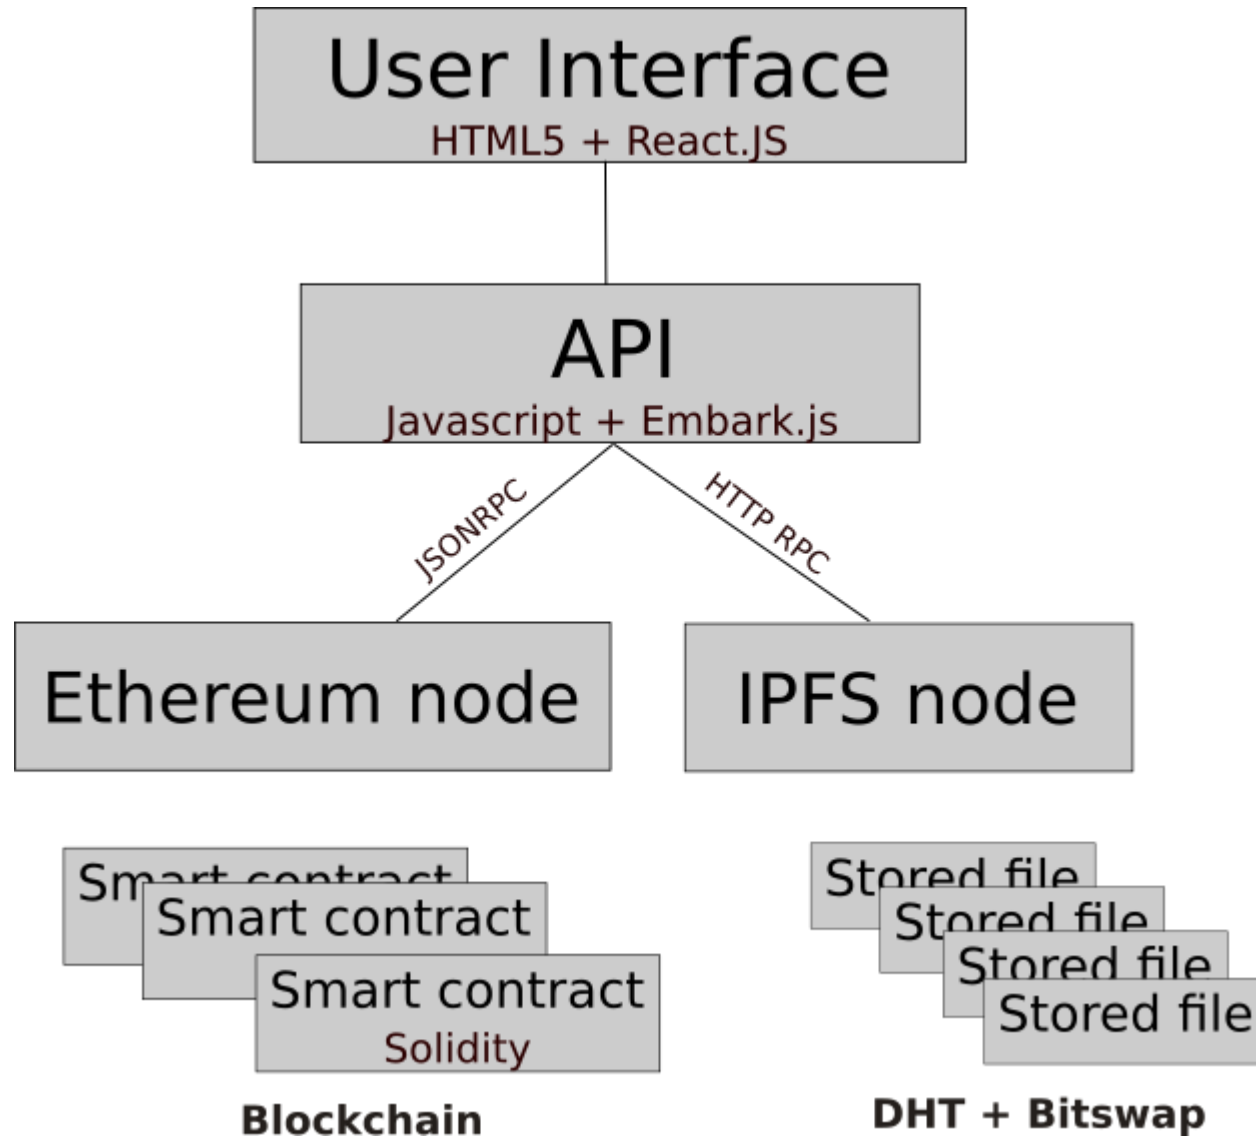 User Interface
HTML5 + React.JS
API
Javascript + Embark.js
JSONRPC
HTTP RPC
Ethereum node
IPFS node
Smart contract
Smart contract
Smart contract
Solidity
Stored file
Stored file
Stored file
Stored file
Blockchain
DHT + Bitswap